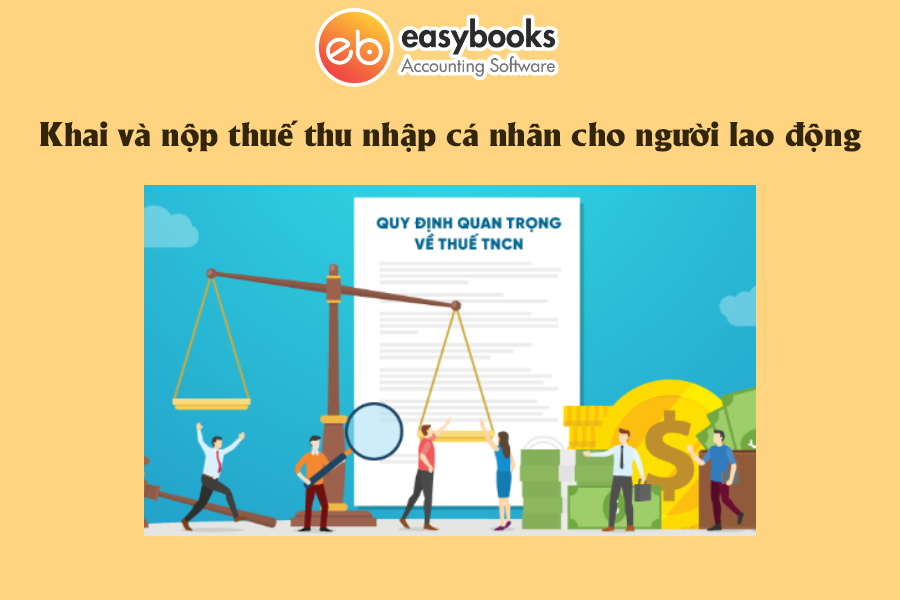 eb
easybooks
Accounting Software
Khai và nộp thuế thu nhập cá nhân cho người lao động
QUY ĐỊNH QUAN TRỌNG
VỀ THUẾ TNCN
$